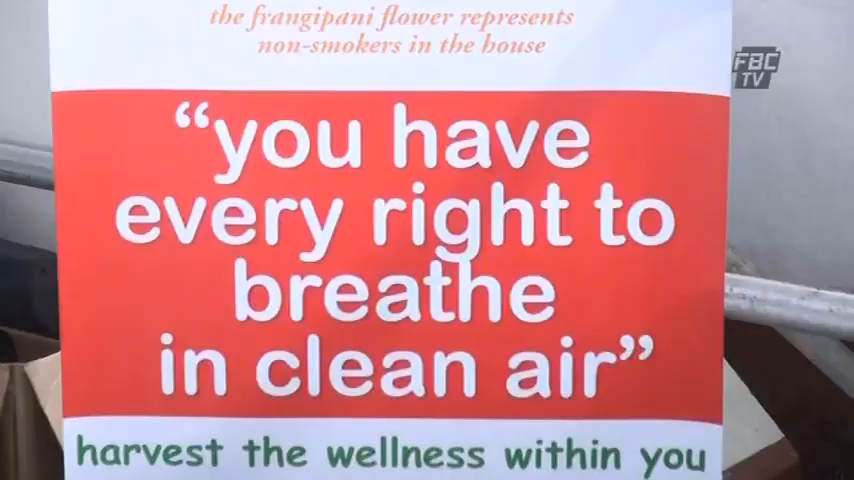 the frangipani flower represents
non-smokers in the house
FBC
TV
“you have
every right to
breathe
in clean air”
harvest the wellness within you